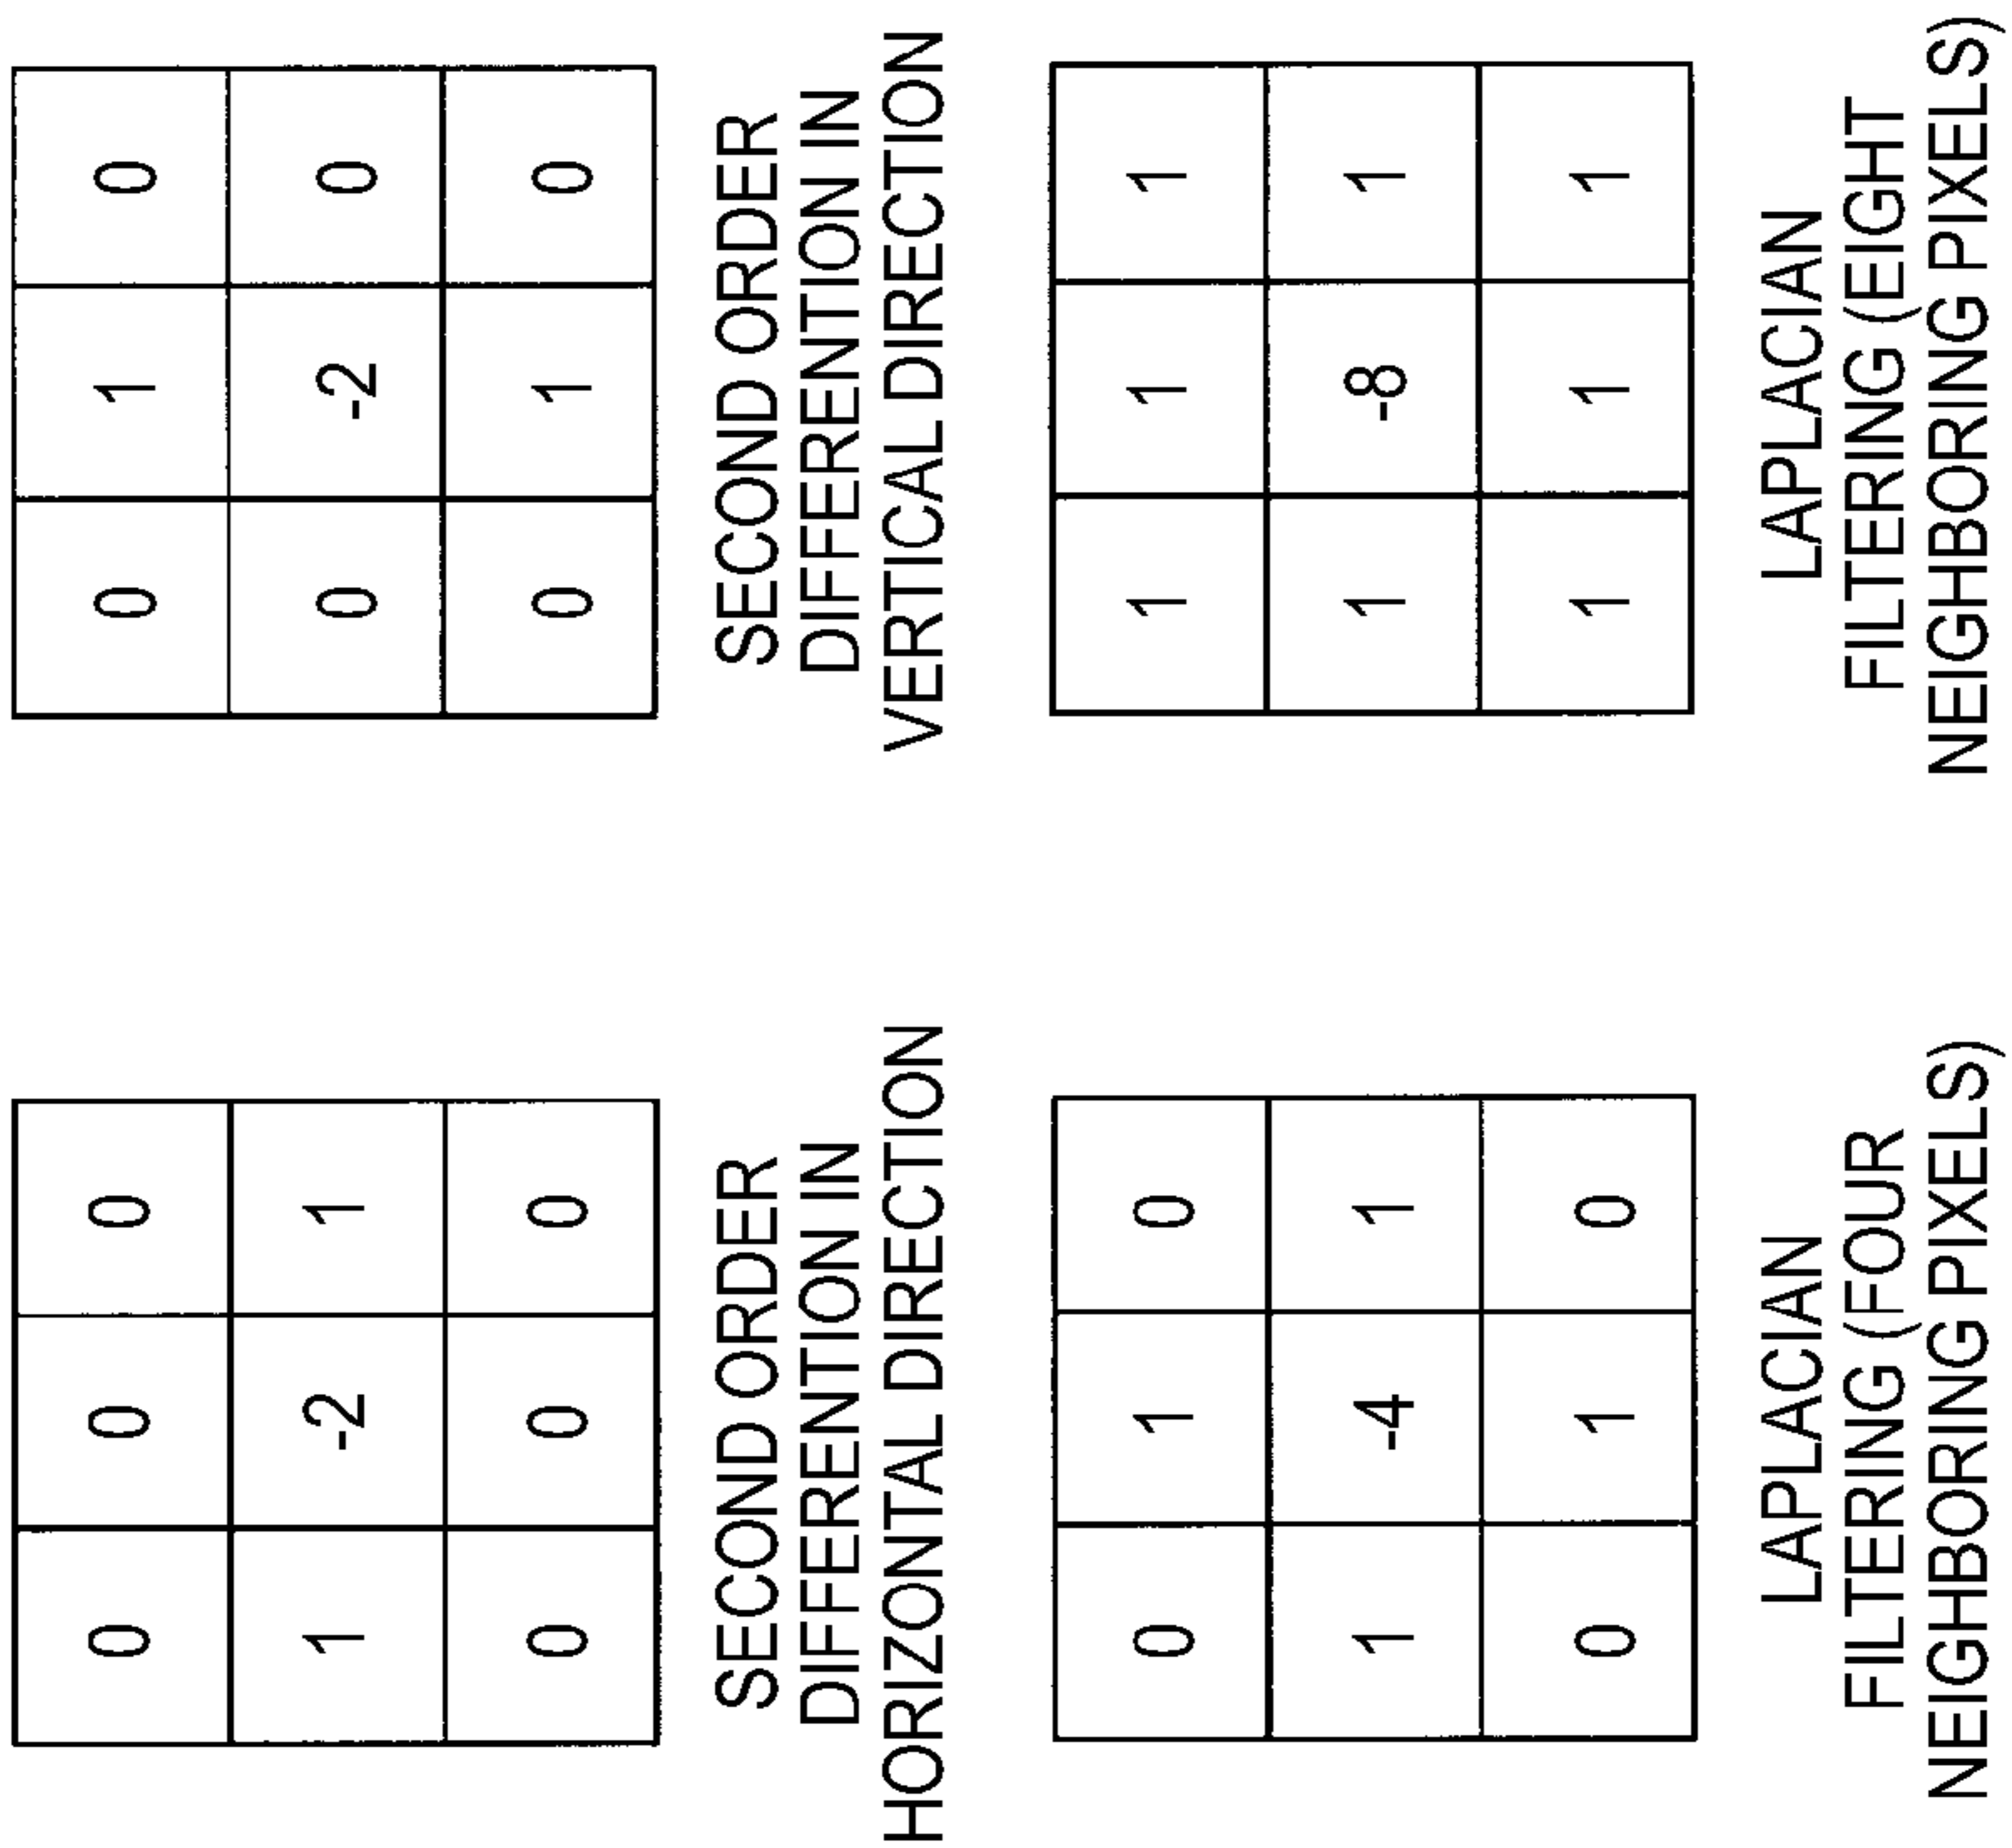 0 0 0
1 -2 1
0 0 0
SECOND ORDER
DIFFERENTION IN
HORIZONTAL DIRECTION
0 1 0
0 -2 0
0 1 0
SECOND ORDER
DIFFERENTION IN
VERTICAL DIRECTION
0 1 0
1 -4 1
0 1 0
LAPLACIAN
FILTERING (FOUR
NEIGHBORING PIXELS)
1 1 1
1 -8 1
1 1 1
LAPLACIAN
FILTERING (EIGHT
NEIGHBORING PIXELS)